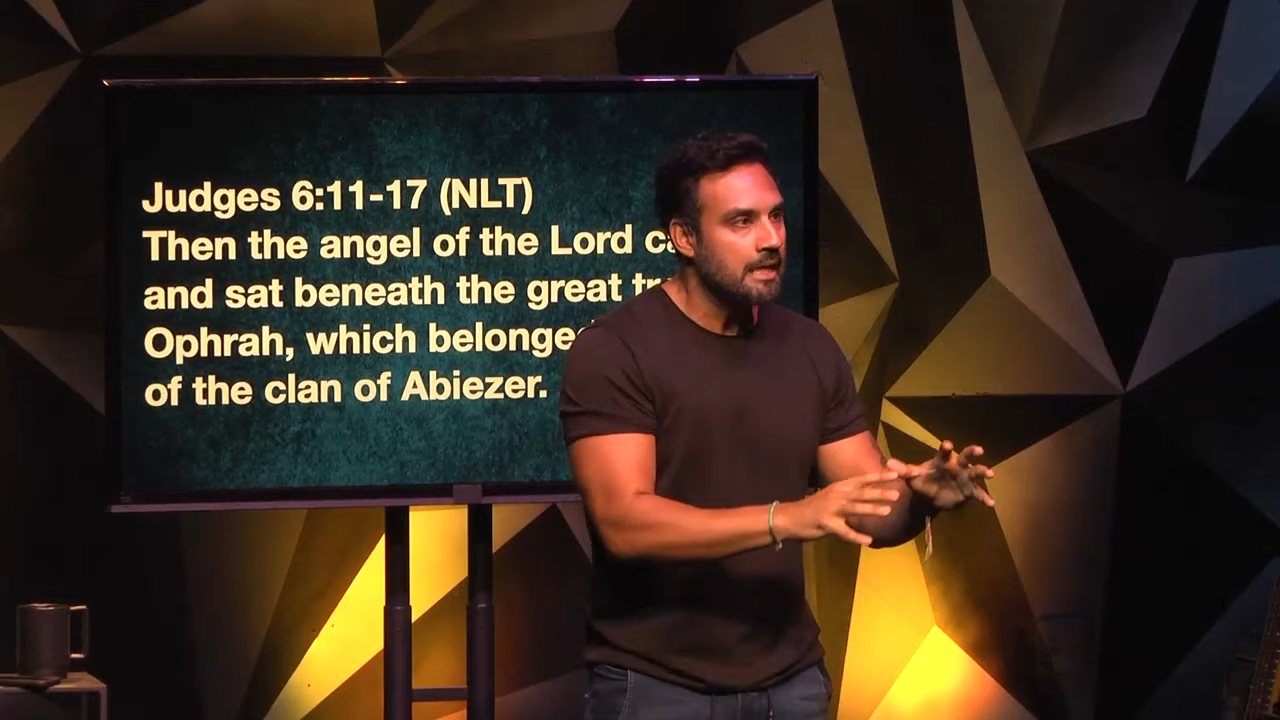 Judges 6:11-17 (NLT)
Then the angel of the Lord
and sat beneath the great
Ophrah, which
of the clan of Abiezer.